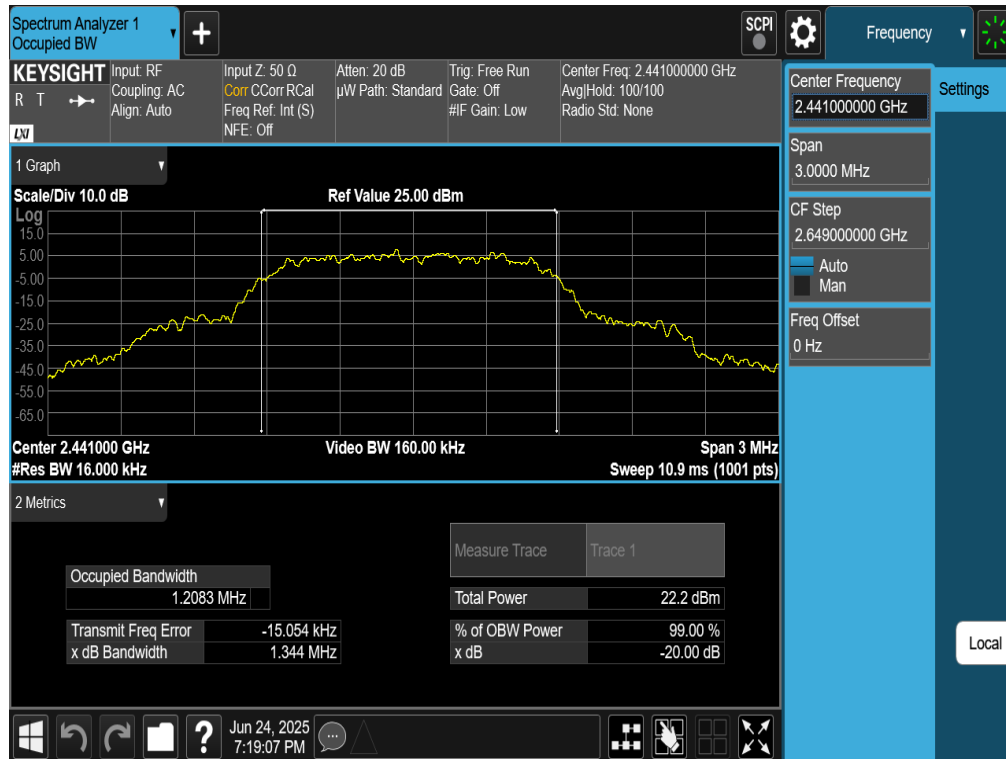 Spectrum Analyzer 1
Occupied BW
+
SCPI
Frequency
KEYSIGHT
R T
LXI
Input: RF
Coupling: AC
Align: Auto
Input Z: 50 Ω
Corr CCorr RCal
Freq Ref: Int (S)
NFE: Off
Atten: 20 dB
µW Path: Standard
Trig: Free Run
Gate: Off
#IF Gain: Low
Center Freq: 2.441000000 GHz
Avg|Hold: 100/100
Radio Std: None
Center Frequency
2.441000000 GHz
Settings
Span
3.0000 MHz
CF Step
2.649000000 GHz
Auto
Man
Freq Offset
0 Hz
Local
1 Graph
Scale/Div 10.0 dB
Ref Value 25.00 dBm
Log
15.0
5.00
-5.00
-15.0
-25.0
-35.0
-45.0
-55.0
-65.0
Center 2.441000 GHz
Video BW 160.00 kHz
Span 3 MHz
#Res BW 16.000 kHz
Sweep 10.9 ms (1001 pts)
2 Metrics
Measure Trace Trace 1
Occupied Bandwidth
1.2083 MHz
Total Power 22.2 dBm
Transmit Freq Error -15.054 kHz
% of OBW Power 99.00 %
x dB Bandwidth 1.344 MHz
x dB -20.00 dB
?
Jun 24, 2025
7:19:07 PM